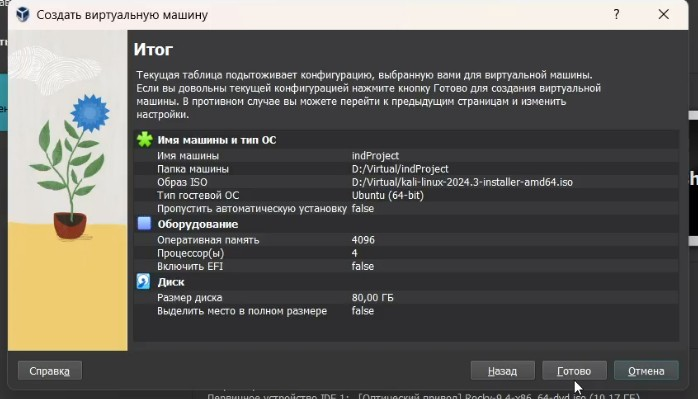 Создать виртуальную машину
?
Итог
Текущая таблица подытоживает конфигурацию, выбранную вами для виртуальной машины.
Если вы довольны текущей конфигурацией нажмите кнопку Готово для создания виртуальной
машины. В противном случае вы можете перейти к предыдущим страницам и изменить
настройки.
Имя машины и тип ОС
Имя машины indProject
Папка машины D:/Virtual/indProject
Образ ISO D:/Virtual/kali-linux-2024.3-installer-amd64.iso
Тип гостевой ОС Ubuntu (64-bit)
Пропустить автоматическую установку false
Оборудование
Оперативная память 4096
Процессор(ы) 4
Включить EFI false
Диск
Размер диска 80,00 ГБ
Выделить место в полном размере false
Справка Назад Готово Отмена
Первичное устройство IDE 1: [Оптический привод] Rocky-9.4-x86_64-dvd.iso (10,17 ГБ)